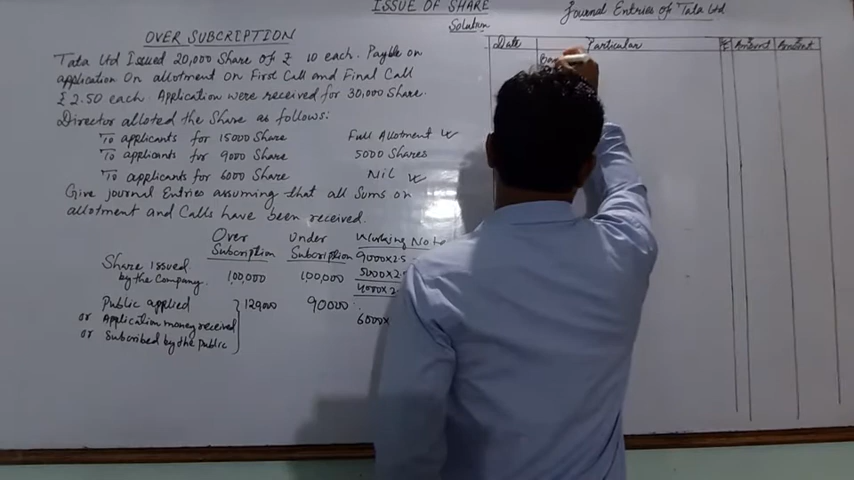 ISSUE OF SHARE
OVER SUBCRIPTION
Tata Ltd Issued 20,000 Share of ₹ 10 each. Payble on
application on allotment on First Call and Final Call
₹ 2.50 each. Application were received for 30,000 Share.
Director alloted the Share as follows:
To applicants for 15000 Share Full Allotment
To applicants for 9000 Share 5000 Shares
To applicants for 6000 Share NiL
Give journal Entries assuming that all Sums on
allotment and Calls have been received.
Over Subscription Under Subscription Working Note
Share issued by the Company. 1,00,000 1,00,000
Public applied
or Application money received
or Subscribed by the Public
129000 90000
9000x2.5
5000x2.
4000x2
6000x
Solution
Journal Entries of Tata Ltd
Date Particular Amount Amount